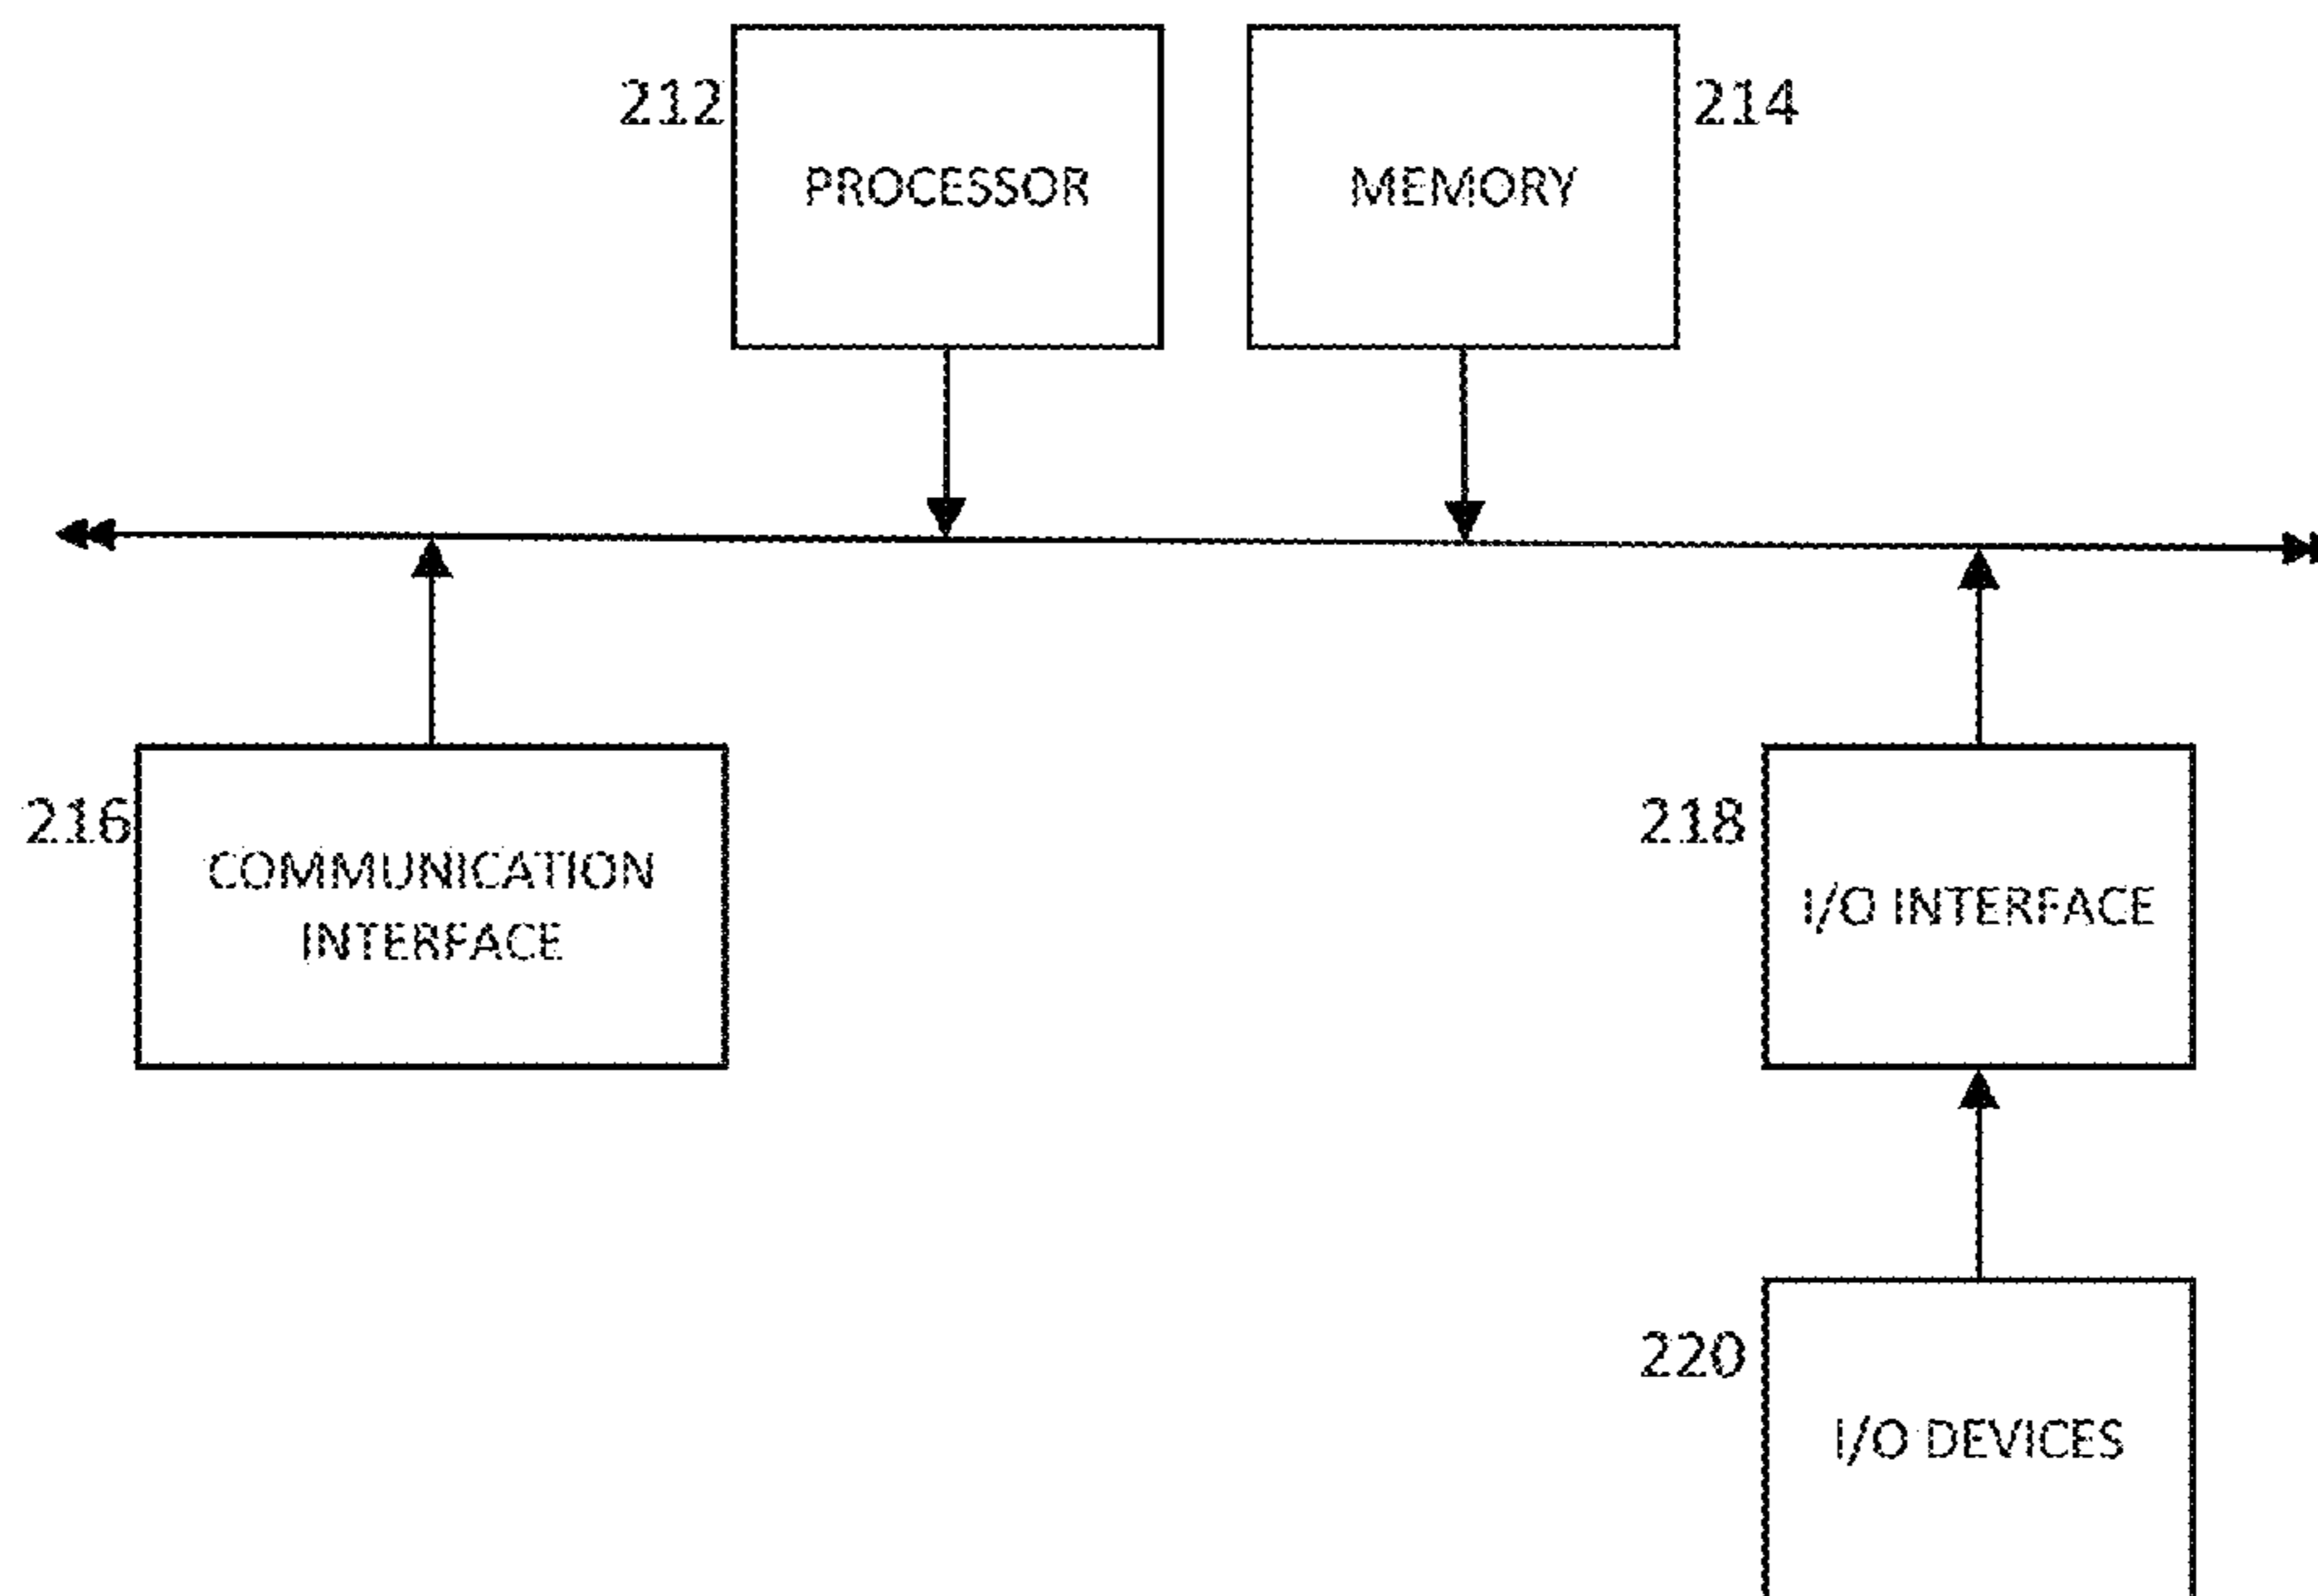 212
PROCESSOR
MEMORY
214
216
COMMUNICATION
INTERFACE
218
I/O INTERFACE
220
I/O DEVICES